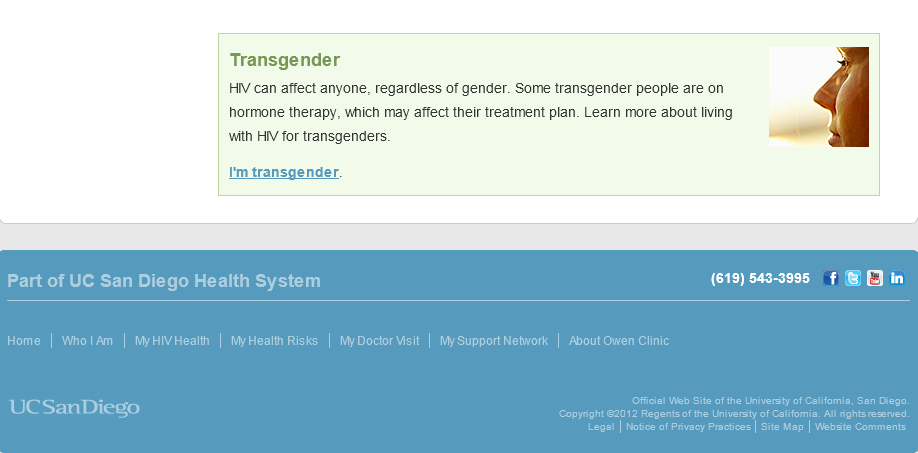 Transgender
HIV can affect anyone, regardless of gender. Some transgender people are on
hormone therapy, which may affect their treatment plan. Learn more about living
with HIV for transgenders.
I'm transgender.
Part of UC San Diego Health System
(619) 543-3995
Home | Who I Am | My HIV Health | My Health Risks | My Doctor Visit | My Support Network | About Owen Clinic
UC San Diego
Official Web Site of the University of California, San Diego.
Copyright ©2012 Regents of the University of California. All rights reserved.
Legal | Notice of Privacy Practices | Site Map | Website Comments